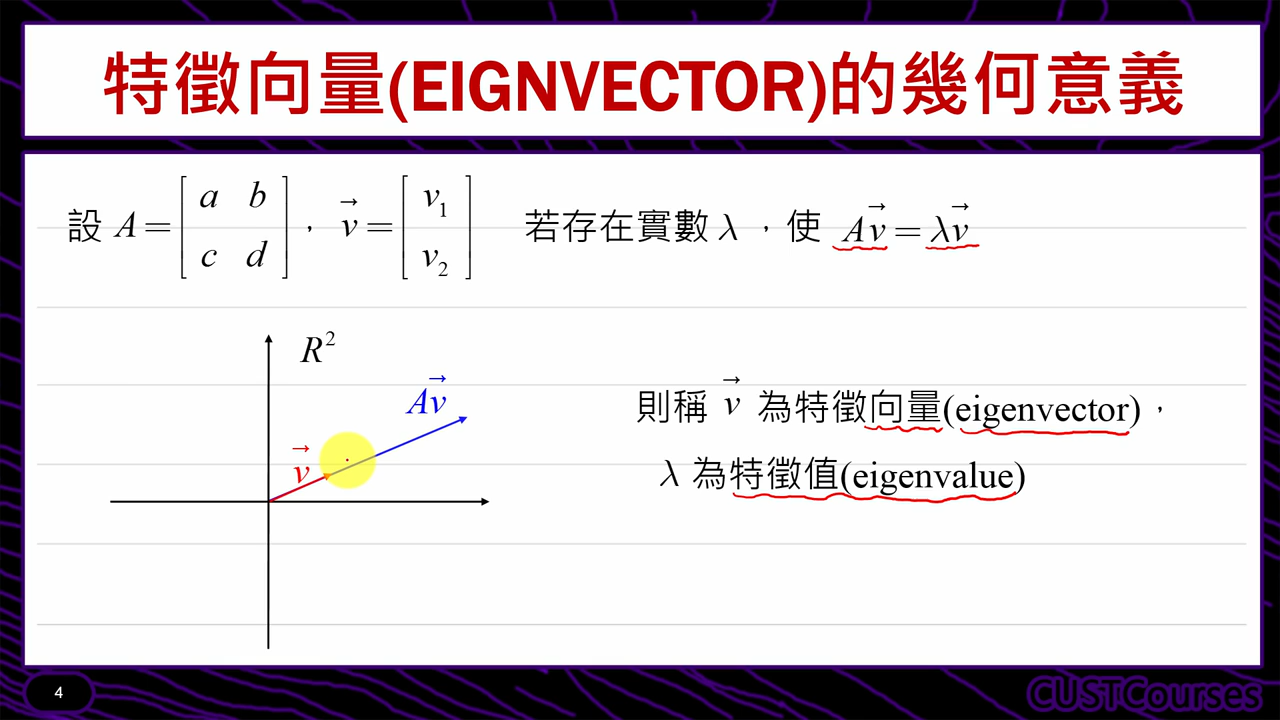 特徵向量(EIGNVECTOR)的幾何意義
設 A = [ a b c d ] , v⃗ = [ v₁ v₂ ] 若存在實數 λ ,使 Av⃗ = λv⃗
R²
Av⃗
v⃗
則稱 v⃗ 為特徵向量(eigenvector),
λ 為特徵值(eigenvalue)
4
CUSTCourses